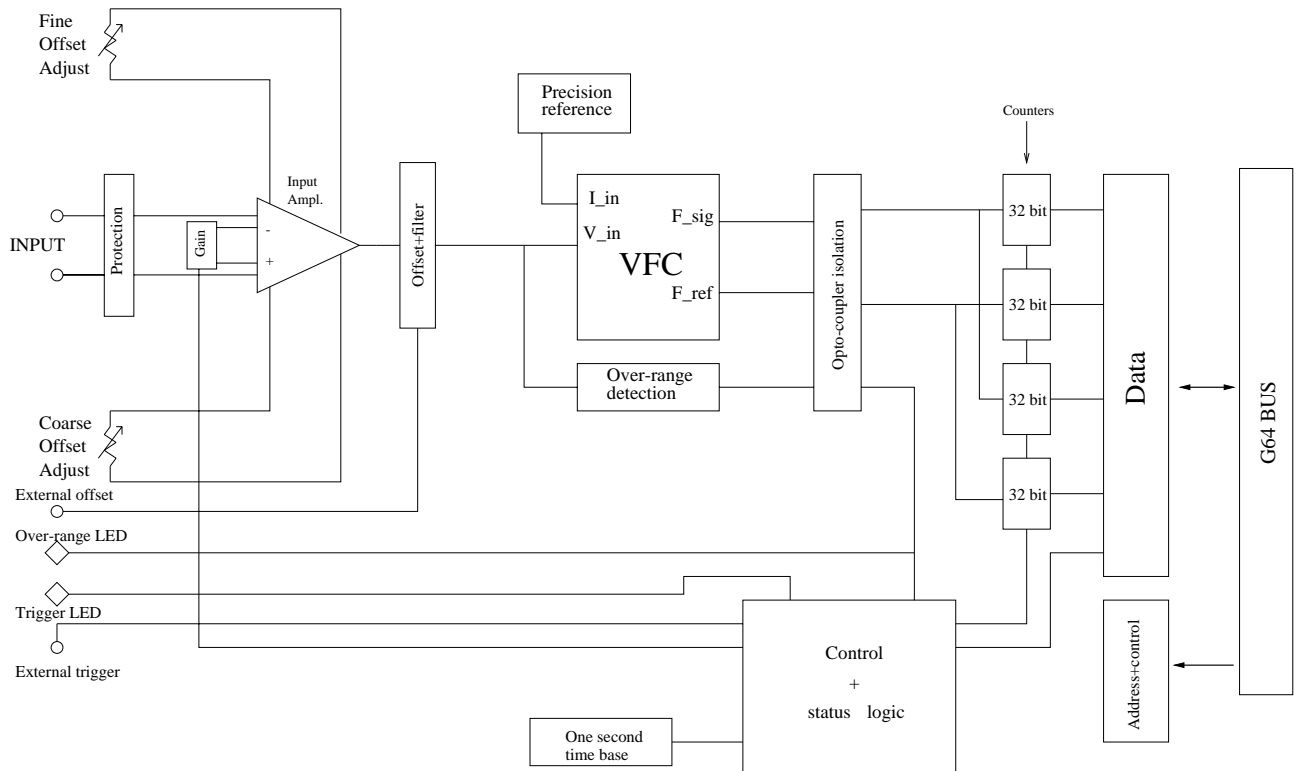 Fine
Offset
Adjust
Precision
reference
Counters
Input
Ampl.
INPUT
Protection
Gain
-
+
Offset+filter
I_in
V_in
VFC
F_sig
F_ref
Opto-coupler isolation
32 bit
32 bit
32 bit
32 bit
Data
G64 BUS
Over-range
detection
Coarse
Offset
Adjust
External offset
Over-range LED
Trigger LED
External trigger
Control
+
status logic
One second
time base
Address+control